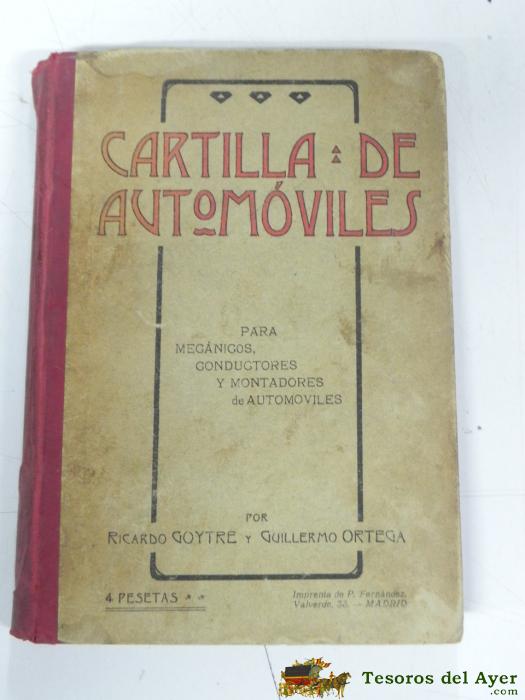 CARTILLA DE
AUTOMÓVILES
PARA
MECÁNICOS,
CONDUCTORES
Y MONTADORES
de AUTOMOVILES
POR
RICARDO GOYTRE Y GUILLERMO ORTEGA
4 PESETAS
Imprenta de P. Fernández,
Valverde, 33. — MADRID
Tesoros del Ayer
.com